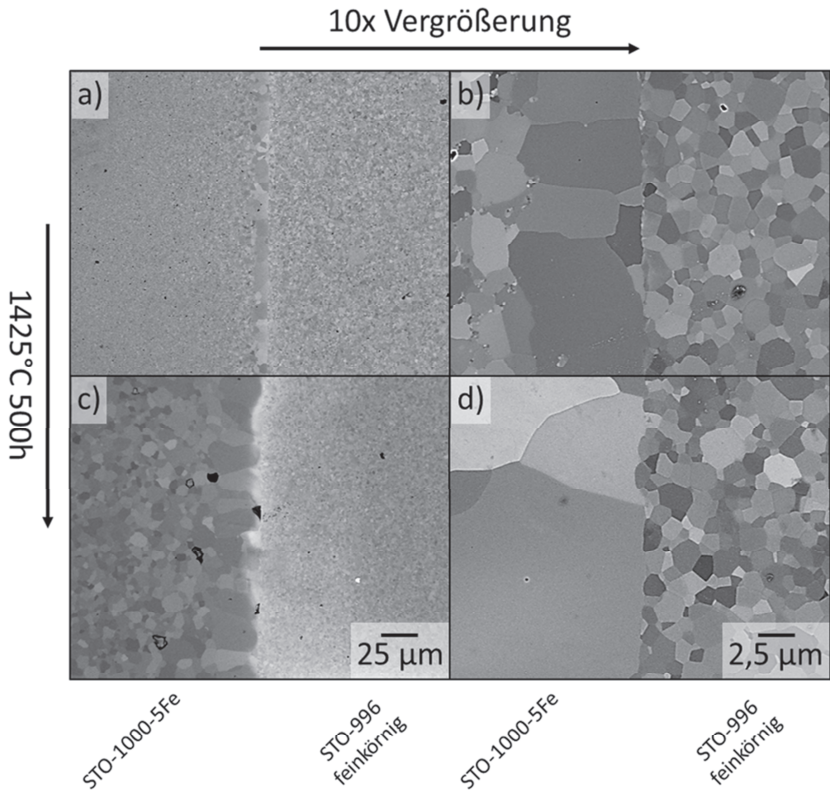 10x Vergrößerung
a)
b)
1425°C 500h
c)
d)
25 µm
2,5 µm
STO-1000-5Fe
STO-996
feinkörnig
STO-1000-5Fe
STO-996
feinkörnig